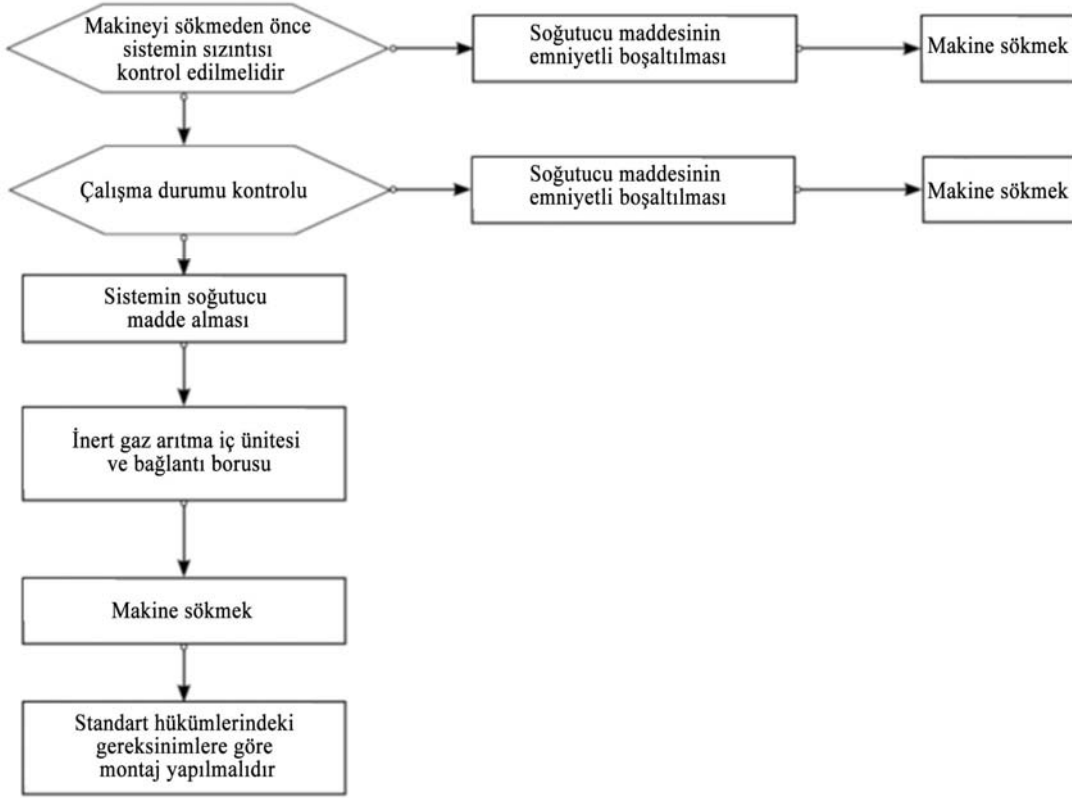 Makineyi sökmeden önce
sistemin sızıntısı
kontrol edilmelidir
Soğutucu maddesinin
emniyetli boşaltılması
Makine sökmek
Çalışma durumu kontrolu
Soğutucu maddesinin
emniyetli boşaltılması
Makine sökmek
Sistemin soğutucu
madde alması
İnert gaz arıtma iç ünitesi
ve bağlantı borusu
Makine sökmek
Standart hükümlerindeki
gereksinimlere göre
montaj yapılmalıdır